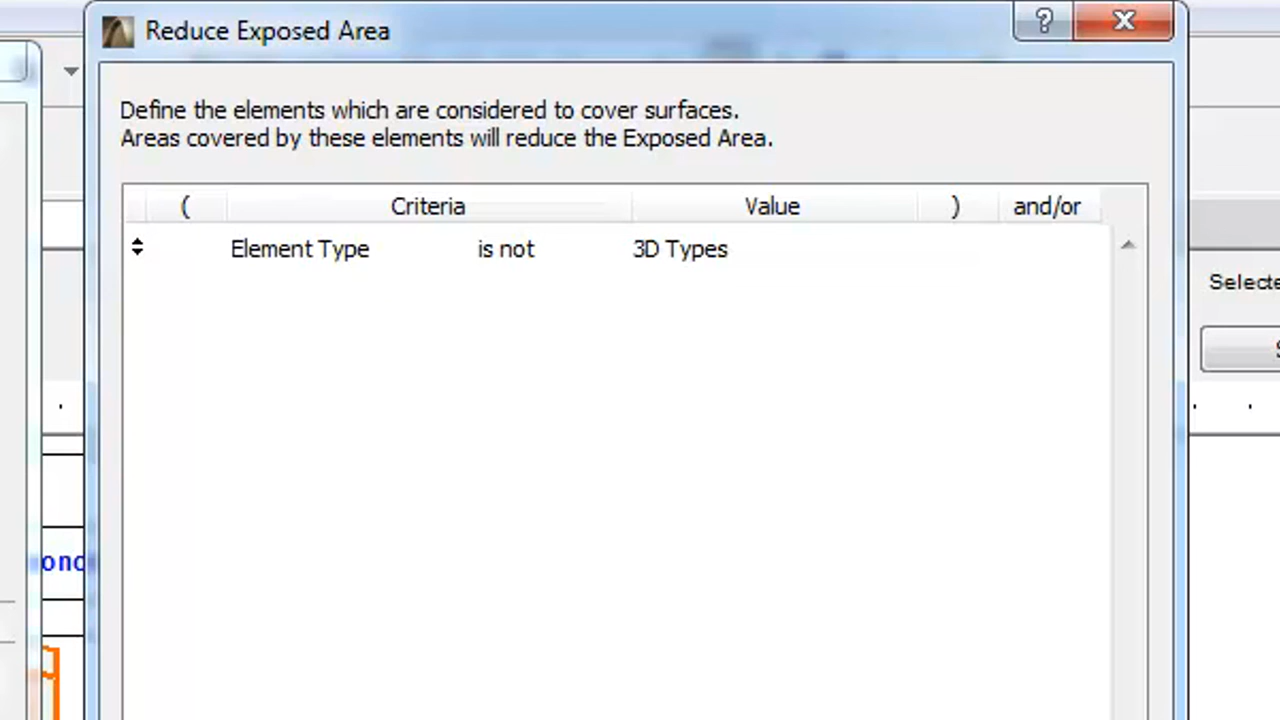 Reduce Exposed Area
?
Define the elements which are considered to cover surfaces.
Areas covered by these elements will reduce the Exposed Area.
( Criteria Value ) and/or
Element Type is not 3D Types